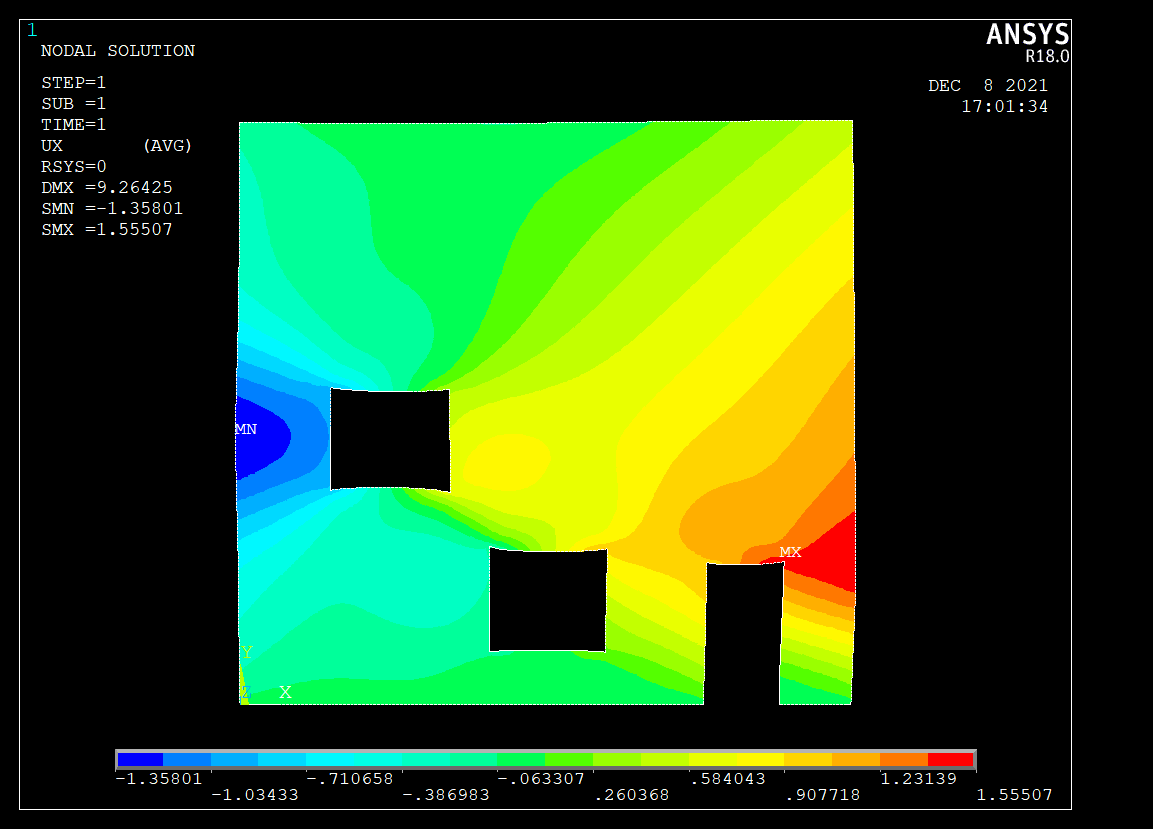 1
ANSYS
R18.0
NODAL SOLUTION
STEP=1
SUB =1
TIME=1
UX (AVG)
RSYS=0
DMX =9.26425
SMN =-1.35801
SMX =1.55507
DEC 8 2021
17:01:34
MN
MX
Y
Z X
-1.35801 -.710658 -.063307 .584043 1.23139
-1.03433 -.386983 .260368 .907718 1.55507